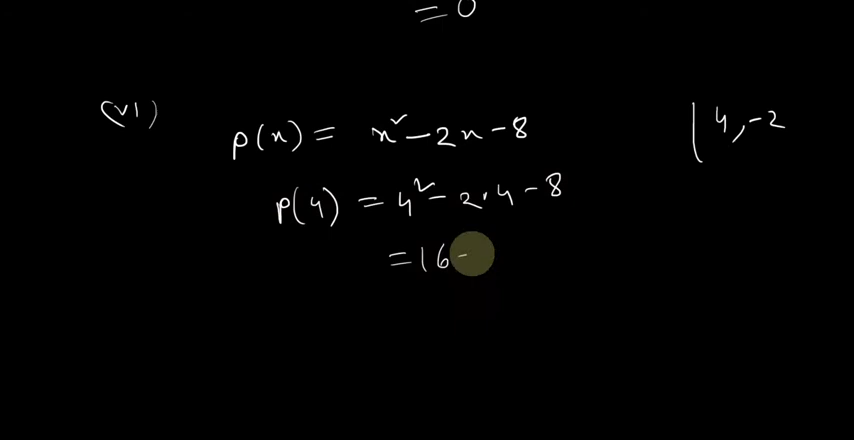 = 0
(VI)
p(x) = x² - 2x - 8 | 4, -2
p(4) = 4² - 2·4 - 8
= 16 -